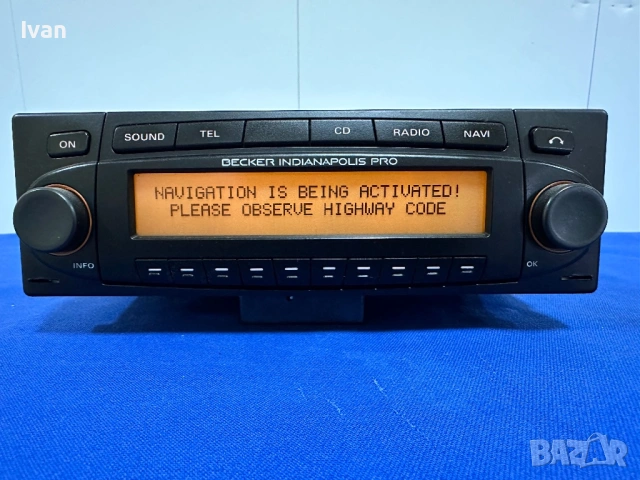 Ivan
ON
SOUND
TEL
CD
RADIO
NAVI
BECKER INDIANAPOLIS PRO
NAVIGATION IS BEING ACTIVATED!
PLEASE OBSERVE HIGHWAY CODE
INFO
OK
BAZAR